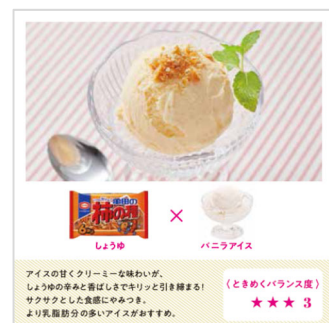 亀田の
柿の種
×
しょうゆ
バニラアイス
アイスの甘くクリーミーな味わいが、
しょうゆの辛みと香ばしさでキリッと引き締まる!
サクサクとした食感にやみつき。
より乳脂肪分の多いアイスがおすすめ。
〈ときめくバランス度〉
★★★ 3